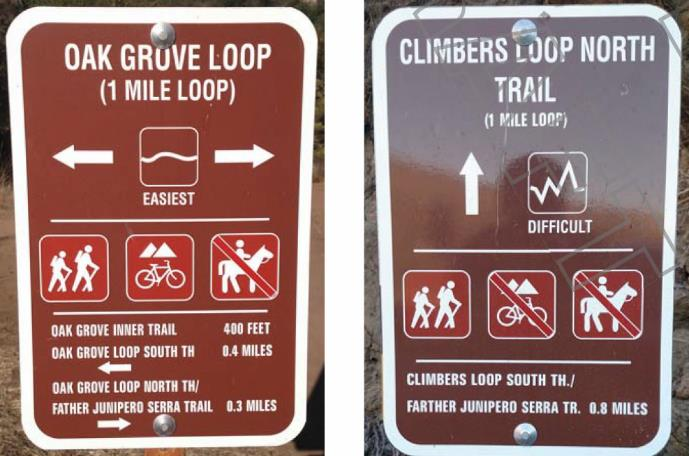 OAK GROVE LOOP
(1 MILE LOOP)
EASIEST
OAK GROVE INNER TRAIL 400 FEET
OAK GROVE LOOP SOUTH TH 0.4 MILES
OAK GROVE LOOP NORTH TH/
FATHER JUNIPERO SERRA TRAIL 0.3 MILES
CLIMBERS LOOP NORTH
TRAIL
(1 MILE LOOP)
DIFFICULT
CLIMBERS LOOP SOUTH TH./
FARTHER JUNIPERO SERRA TR. 0.8 MILES